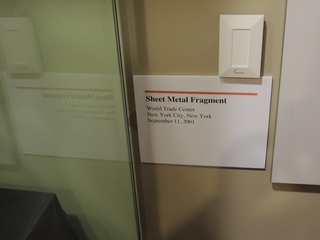 Sheet Metal Fragment
World Trade Center
New York City, New York
September 11, 2001